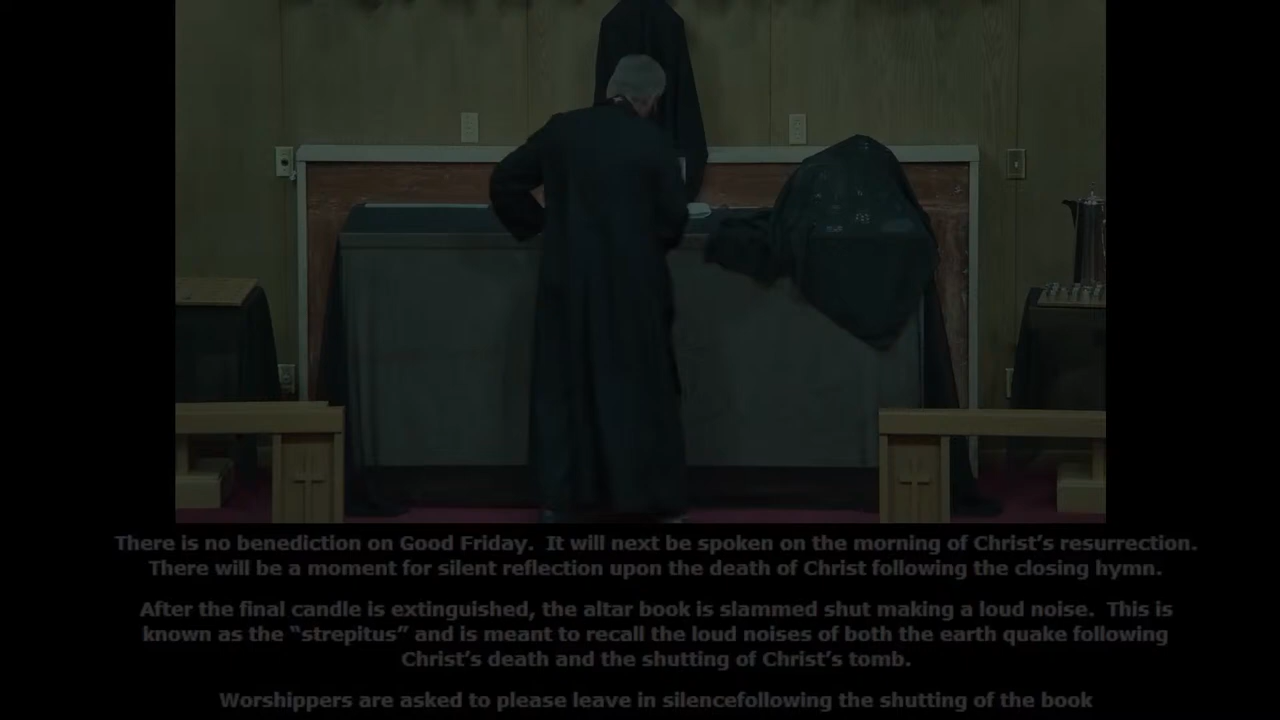 There is no benediction on Good Friday.  It will next be spoken on the morning of Christ’s resurrection.
There will be a moment for silent reflection upon the death of Christ following the closing hymn.
After the final candle is extinguished, the altar book is slammed shut making a loud noise.  This is
known as the “strepitus” and is meant to recall the loud noises of both the earth quake following
Christ’s death and the shutting of Christ’s tomb.
Worshippers are asked to please leave in silencefollowing the shutting of the book